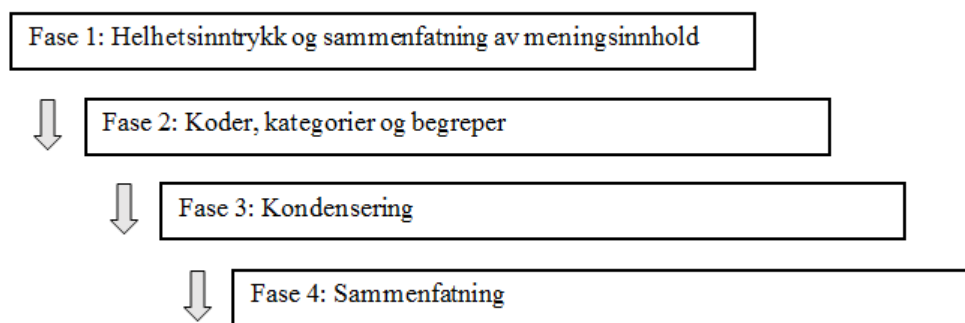 Fase 1: Helhetsinntrykk og sammenfatning av meningsinnhold
Fase 2: Koder, kategorier og begreper
Fase 3: Kondensering
Fase 4: Sammenfatning